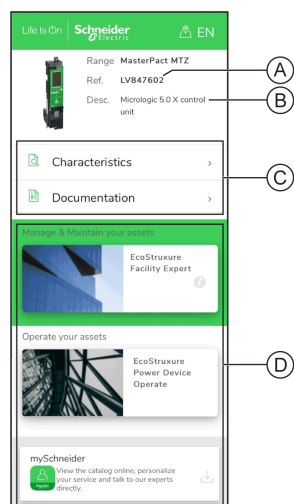 Life Is On Schneider Electric EN
Range MasterPact MTZ
Ref. LV847602
A
Desc. Micrologic 5.0 X control
unit
B
Characteristics
C
Documentation
Manage & Maintain your assets
EcoStruxure
Facility Expert
Operate your assets
EcoStruxure
Power Device
Operate
D
mySchneider
View the catalog online, personalize
your service and talk to our experts
directly.